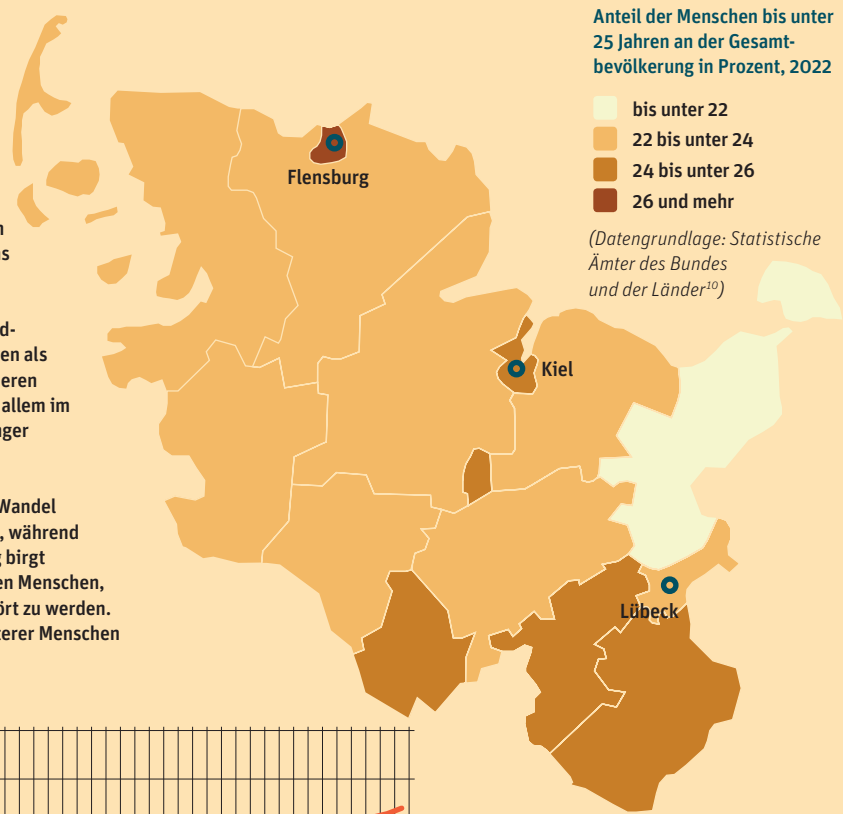 Anteil der Menschen bis unter
25 Jahren an der Gesamt-
bevölkerung in Prozent, 2022
bis unter 22
22 bis unter 24
24 bis unter 26
26 und mehr
(Datengrundlage: Statistische
Ämter des Bundes
und der Länder¹⁰)
Flensburg
Kiel
Lübeck
en als
eren
allem im
Wandel
, während
birgt
en Menschen,
ört zu werden.
terer Menschen